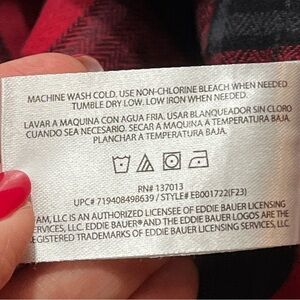 MACHINE WASH COLD. USE NON-CHLORINE BLEACH WHEN NEEDED.
TUMBLE DRY LOW. LOW IRON WHEN NEEDED.
LAVAR A MAQUINA CON AGUA FRIA. USAR BLANQUEADOR SIN CLORO
CUANDO SEA NECESARIO. SECAR A MAQUINA A TEMPERATURA BAJA.
PLANCHAR A TEMPERATURA BAJA.
RN# 137013
UPC# 719408498639 / STYLE# EB001722(F23)
AM, LLC IS AN AUTHORIZED LICENSEE OF EDDIE BAUER LICENSING
SERVICES, LLC. EDDIE BAUER® AND THE EDDIE BAUER LOGOS ARE THE
REGISTERED TRADEMARKS OF EDDIE BAUER LICENSING SERVICES, LLC